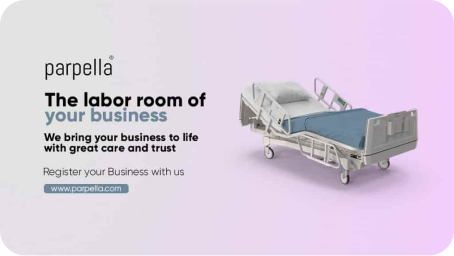 parpella®
The labor room of
your business
We bring your business to life
with great care and trust
Register your Business with us
www.parpella.com